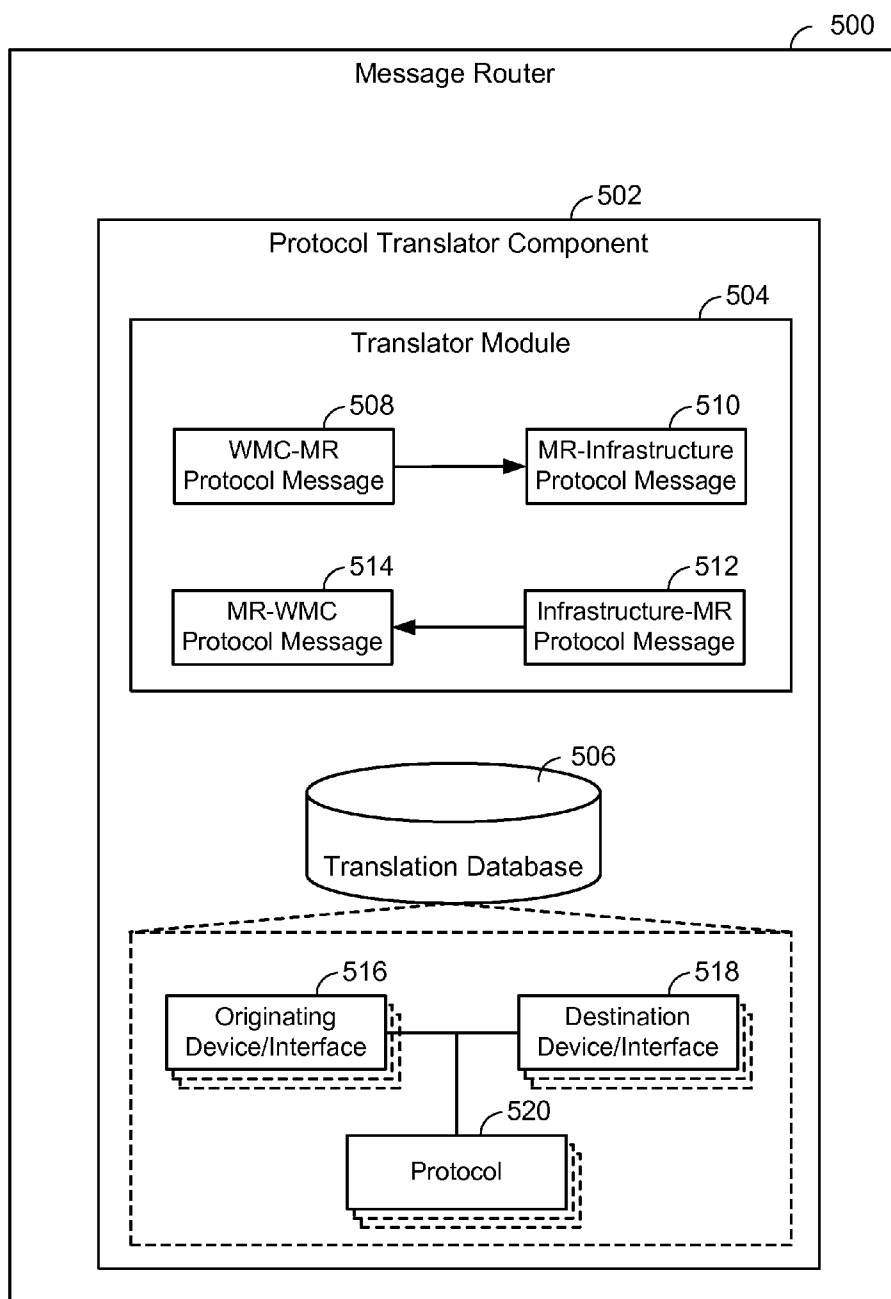 500
Message Router
502
Protocol Translator Component
504
Translator Module
508
WMC-MR
Protocol Message
510
MR-Infrastructure
Protocol Message
514
MR-WMC
Protocol Message
512
Infrastructure-MR
Protocol Message
506
Translation Database
516
Originating
Device/Interface
518
Destination
Device/Interface
520
Protocol